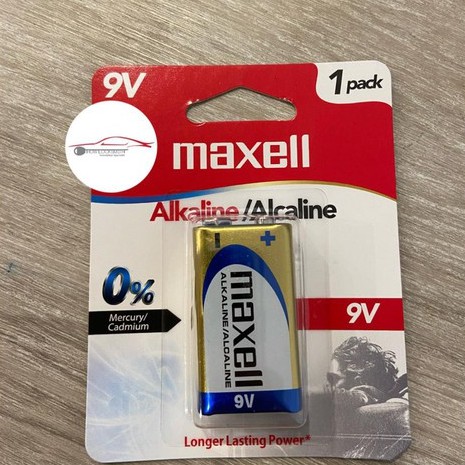 9V
1 pack
maxell
Alkaline/Alcaline
- +
maxell
ALKALINE/ALCALINE
9V
0%
Mercury/
Cadmium
9V
Longer Lasting Power*